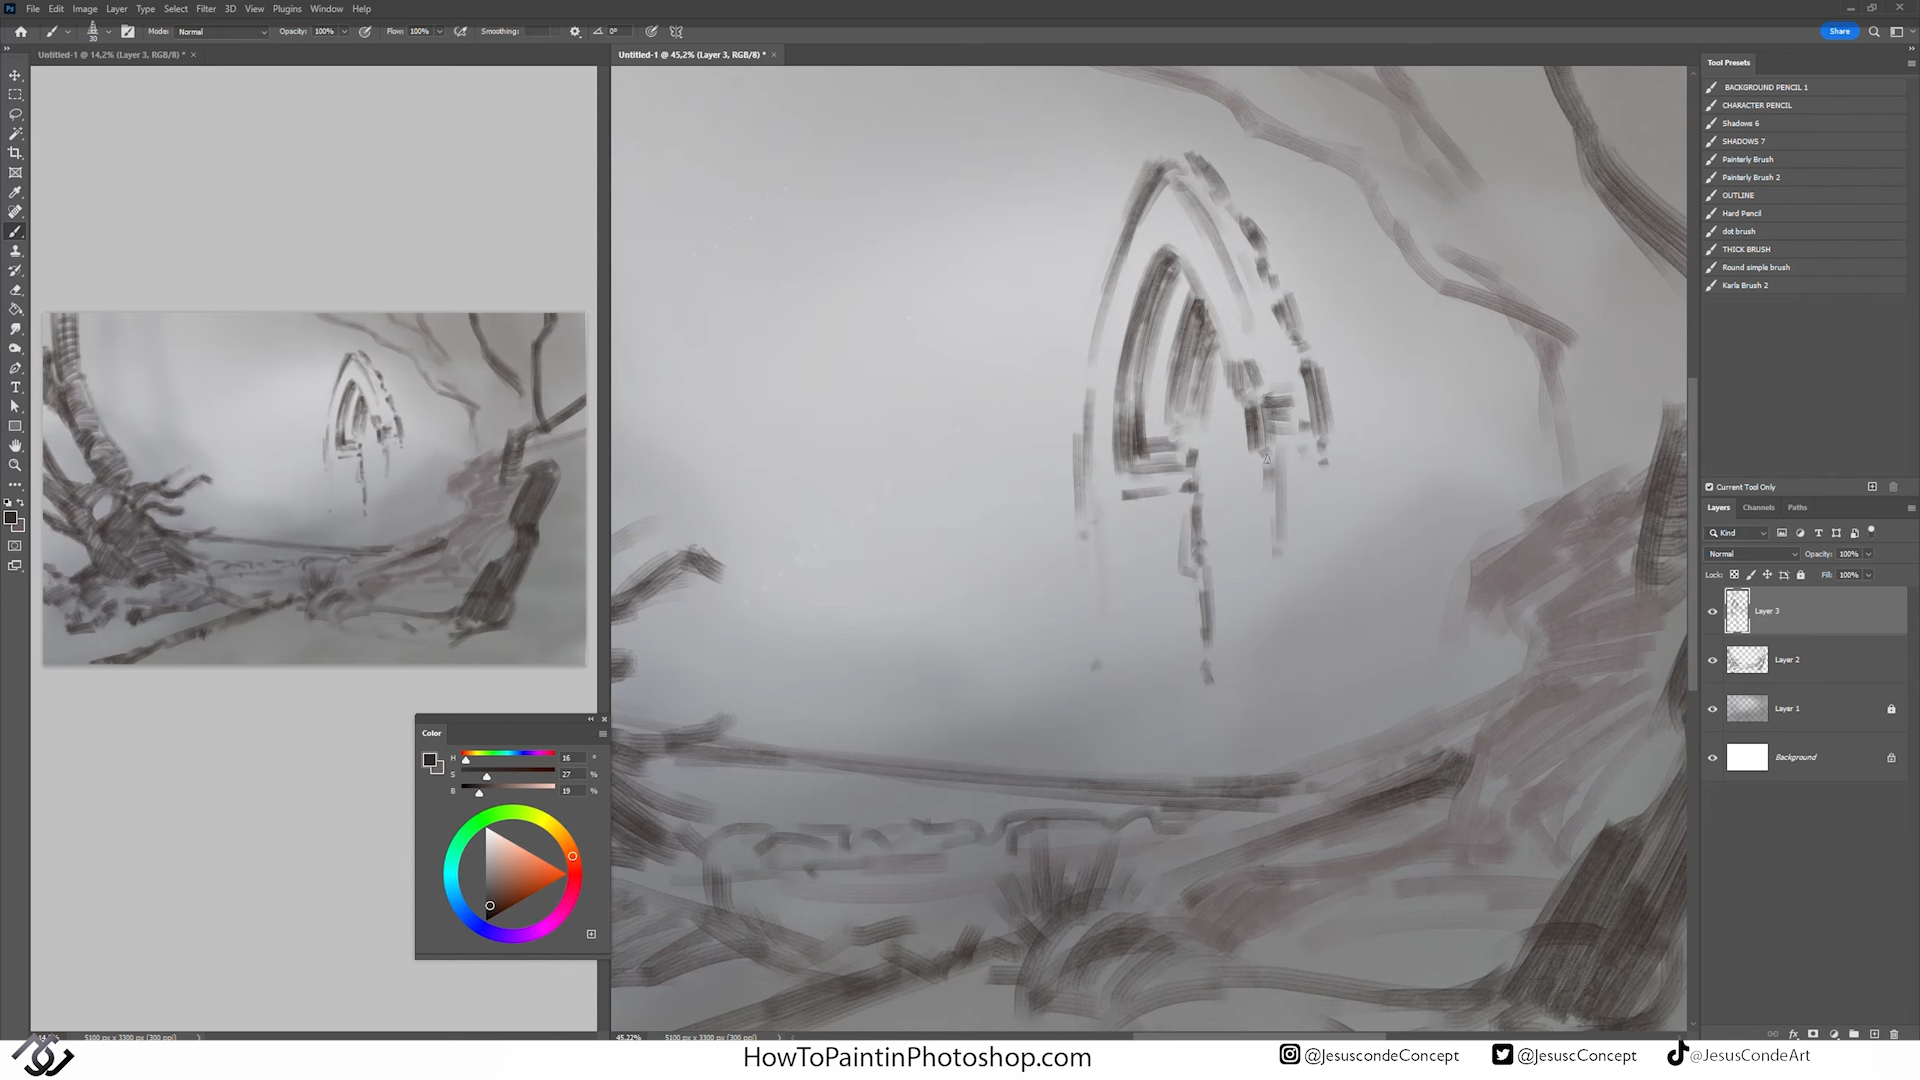 Ps File Edit Image Layer Type Select Filter 3D View Plugins Window Help
30 Mode: Normal Opacity: 100% Flow: 100% Smoothing: 0° Share
Untitled-1 @ 14,2% (Layer 3, RGB/8) * ×
Untitled-1 @ 45,2% (Layer 3, RGB/8) * ×
Tool Presets
BACKGROUND PENCIL 1
CHARACTER PENCIL
Shadows 6
SHADOWS 7
Painterly Brush
Painterly Brush 2
OUTLINE
Hard Pencil
dot brush
THICK BRUSH
Round simple brush
Karla Brush 2
Current Tool Only
Layers Channels Paths
Kind
Normal Opacity: 100%
Lock: Fill: 100%
Layer 3
Layer 2
Layer 1
Background
Color
H 16 °
S 27 %
B 19 %
5100 px x 3300 px (300 ppi)
45,22% 5100 px x 3300 px (300 ppi)
HowToPaintinPhotoshop.com
@JesuscondeConcept
@JesuscConcept
@JesusCondeArt